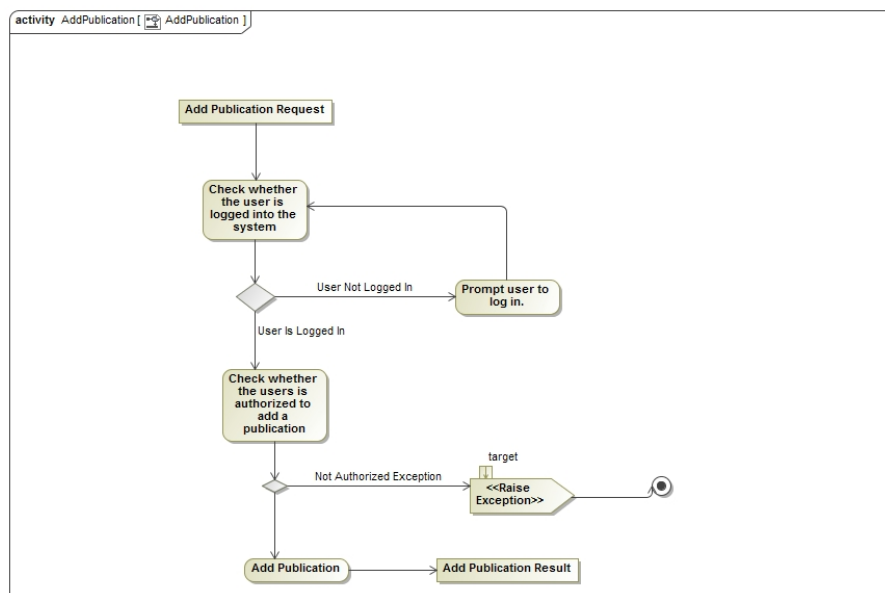 activity AddPublication [ AddPublication ]
Add Publication Request
Check whether
the user is
logged into the
system
User Not Logged In
Prompt user to
log in.
User Is Logged In
Check whether
the users is
authorized to
add a
publication
Not Authorized Exception
target
<<Raise
Exception>>
Add Publication
Add Publication Result